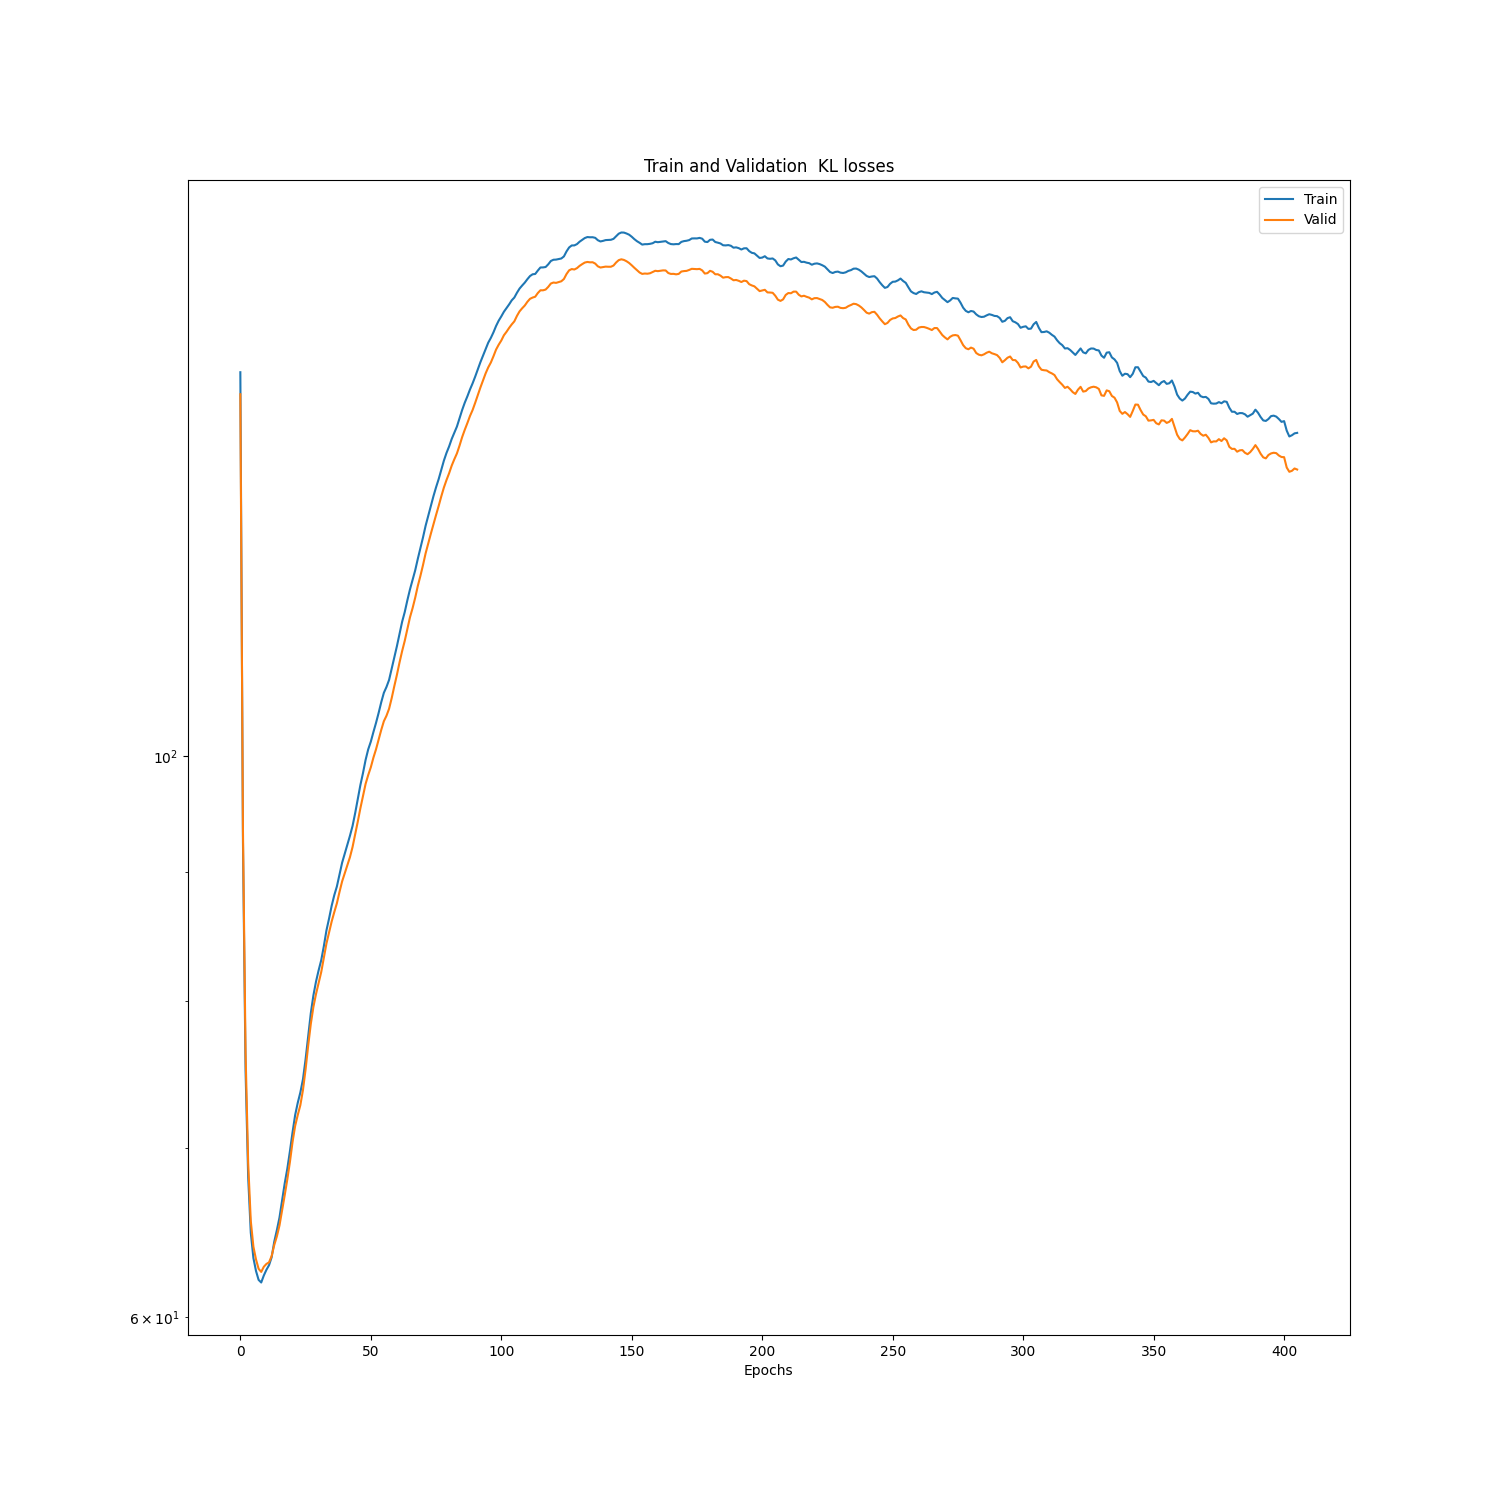 Train and Validation  KL losses
Train
Valid
10²
6 × 10¹
0 50 100 150 200 250 300 350 400
Epochs